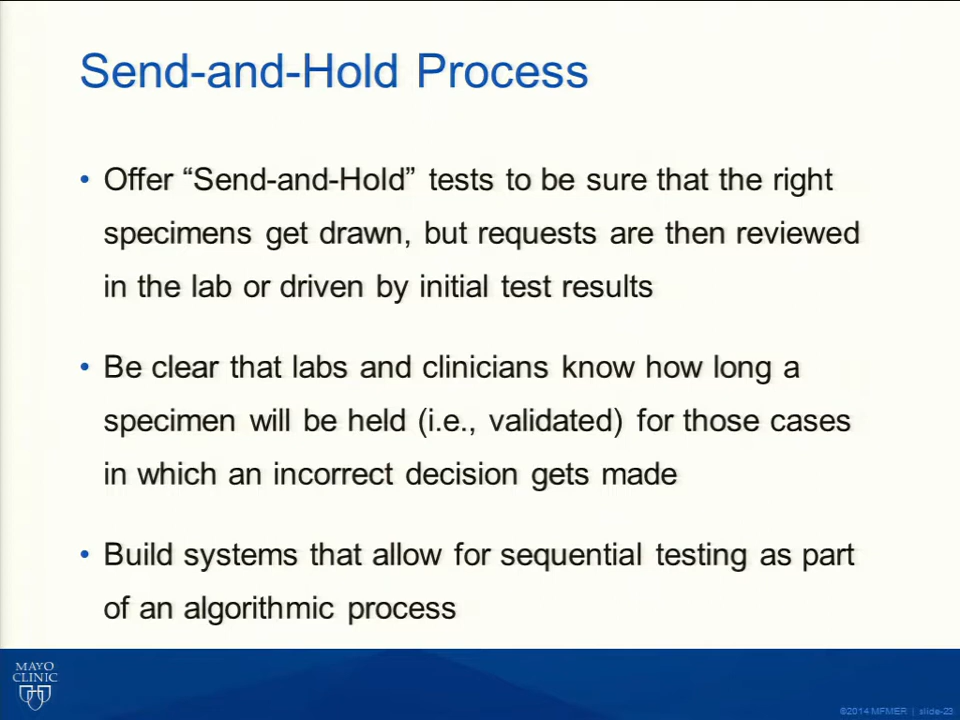 Send-and-Hold Process
• Offer “Send-and-Hold” tests to be sure that the right
specimens get drawn, but requests are then reviewed
in the lab or driven by initial test results
• Be clear that labs and clinicians know how long a
specimen will be held (i.e., validated) for those cases
in which an incorrect decision gets made
• Build systems that allow for sequential testing as part
of an algorithmic process
MAYO
CLINIC
©2014 MFMER | slide-23